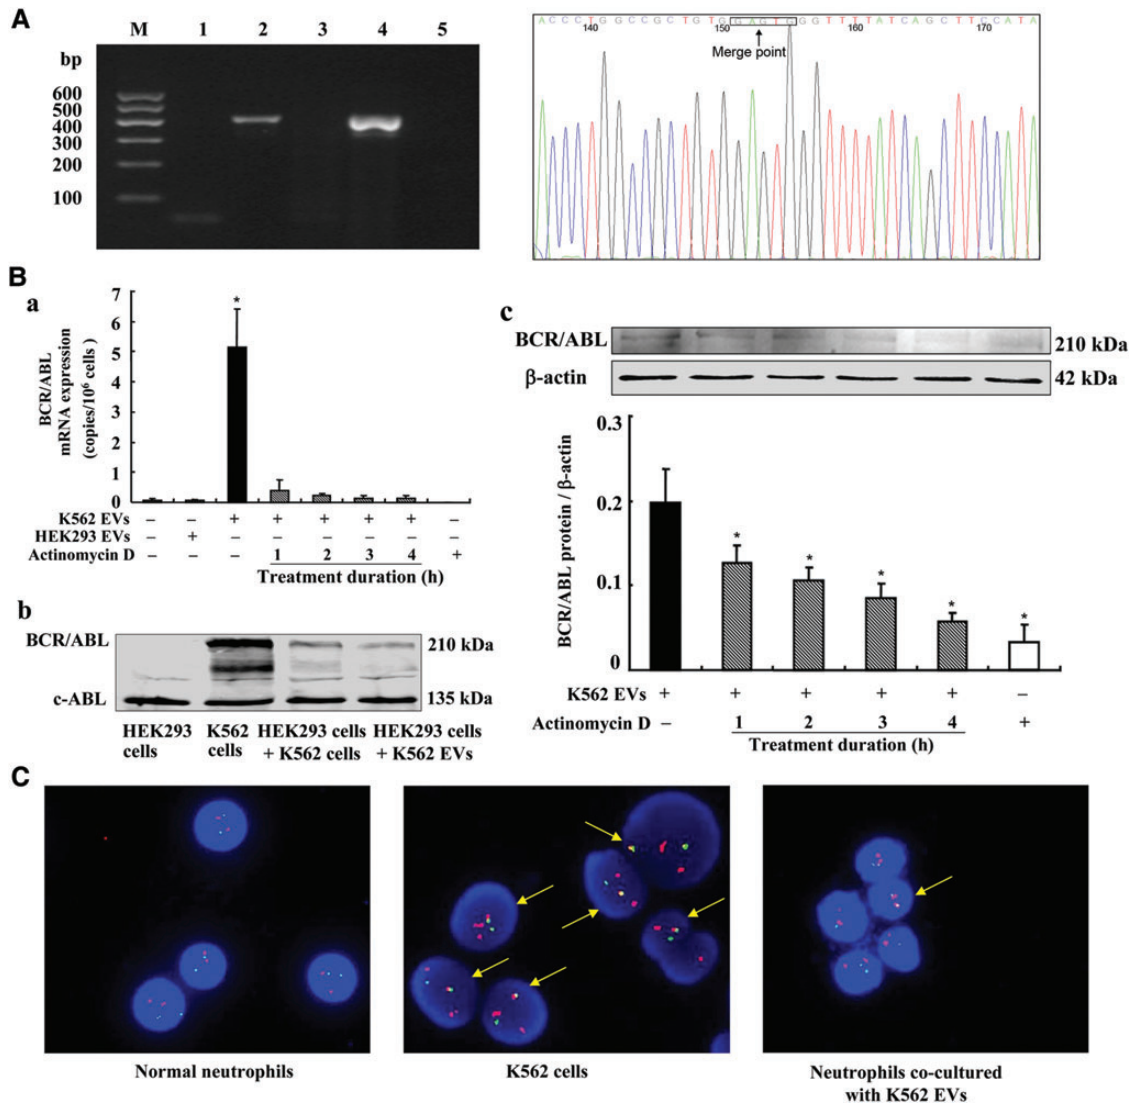 A
M 1 2 3 4 5
bp
600
500
400
300
200
100
ACCCTGGCCGCTGTGGAGTGGGTTTTATCAGCTTCCATA
140 150 160 170
Merge point
B
a
BCR/ABL
mRNA expression
(copies/10⁶ cells)
7
6
5
4
3
2
1
0
*
K562 EVs – – + + + + + –
HEK293 EVs – +
Actinomycin D – – – 1 2 3 4 +
Treatment duration (h)
b
BCR/ABL 210 kDa
c-ABL 135 kDa
HEK293 cells
K562 cells
HEK293 cells + K562 cells
HEK293 cells + K562 EVs
c
BCR/ABL 210 kDa
β-actin 42 kDa
BCR/ABL protein / β-actin
0.3
0.2
0.1
0
* * * * *
K562 EVs + + + + + –
Actinomycin D – 1 2 3 4 +
Treatment duration (h)
C
Normal neutrophils
K562 cells
Neutrophils co-cultured
with K562 EVs